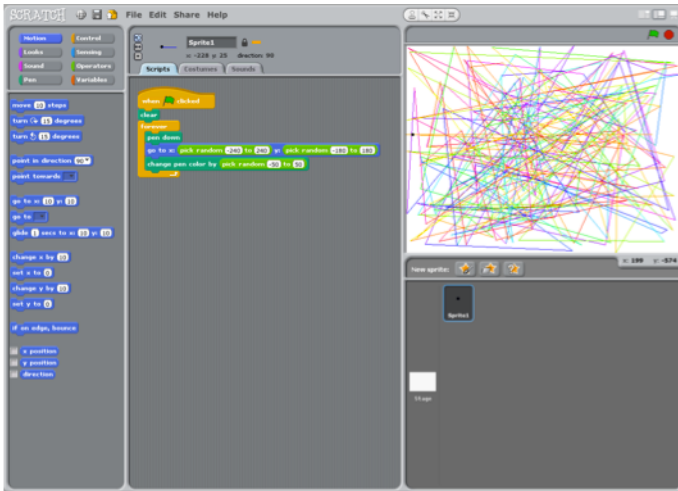 SCRATCH File Edit Share Help
Motion Control
Looks Sensing
Sound Operators
Pen Variables
Sprite1
x: -228 y: 25 direction: 90
Scripts Costumes Sounds
when clicked
clear
forever
pen down
go to x: pick random -240 to 240 y: pick random -180 to 180
change pen color by pick random -50 to 50
move 10 steps
turn 15 degrees
turn 15 degrees
point in direction 90
point towards
go to x: 10 y: 10
go to
glide 1 secs to x: 10 y: 10
change x by 10
set x to 0
change y by 10
set y to 0
if on edge, bounce
x position
y position
direction
x: 199 y: -574
New sprite:
Sprite1
Stage